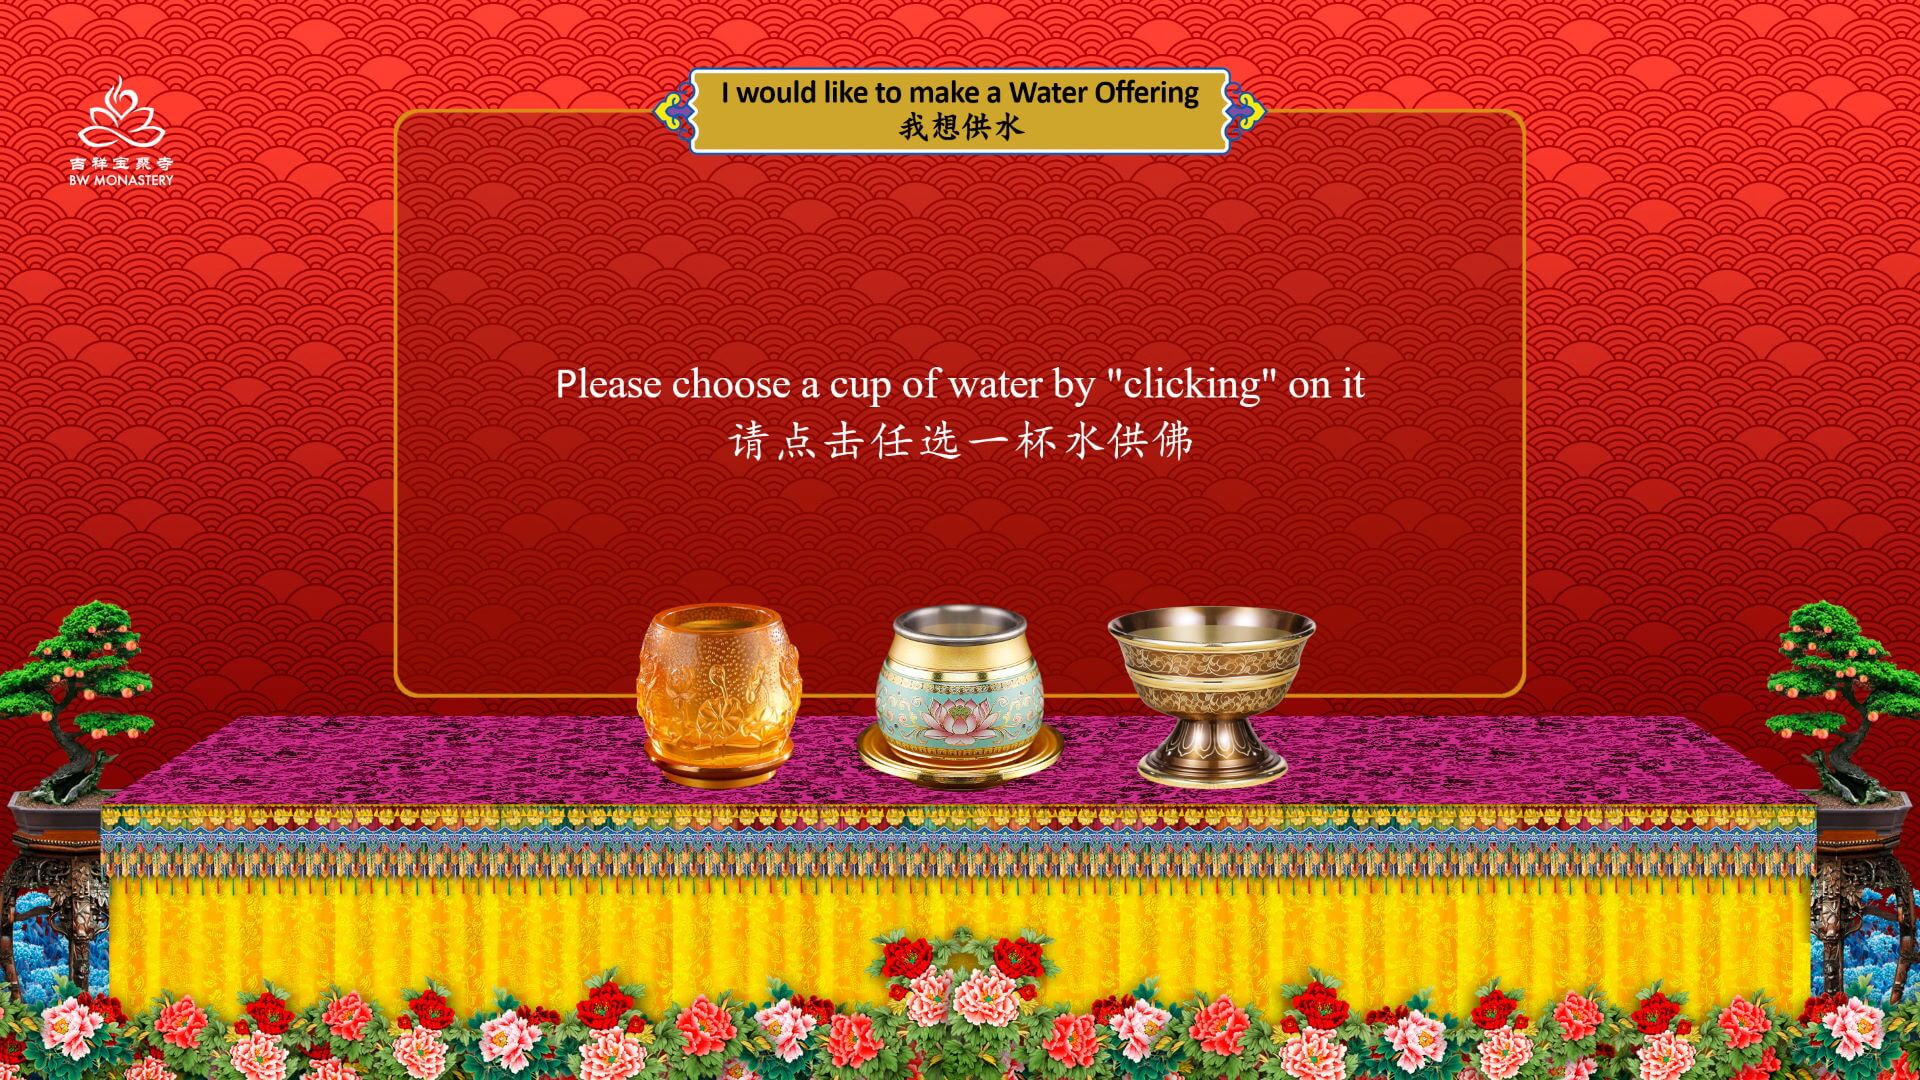 I would like to make a Water Offering
我想供水
吉祥宝聚寺
BW MONASTERY
Please choose a cup of water by "clicking" on it
请点击任选一杯水供佛